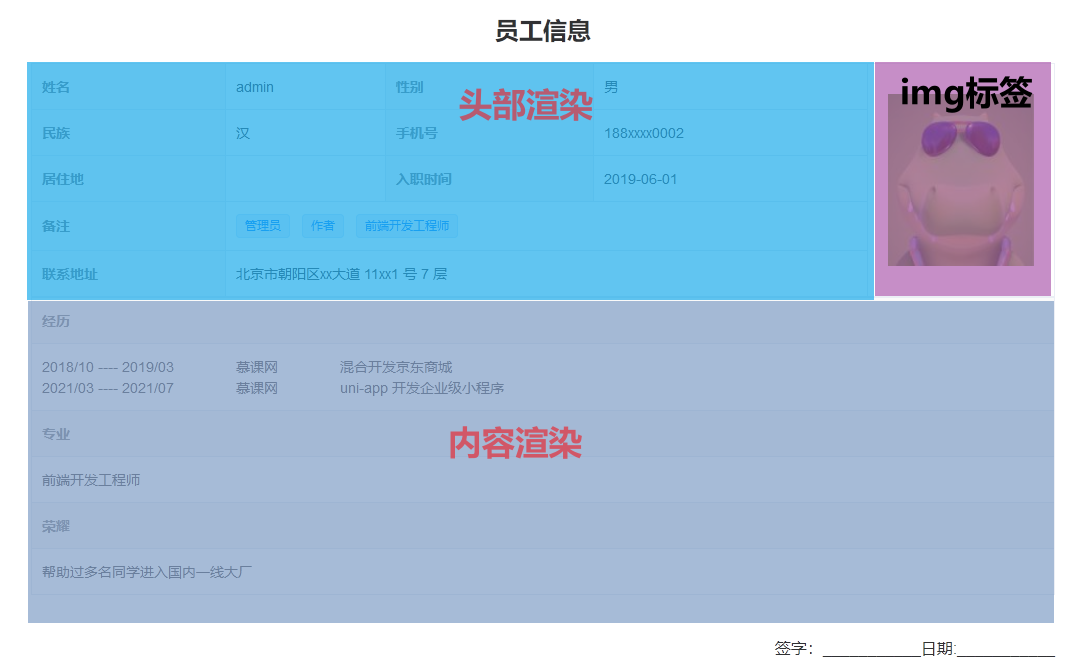 员工信息
姓名 admin 性别 男
头部渲染
img标签
民族 汉 手机号 188xxxx0002
居住地 入职时间 2019-06-01
备注 管理员 作者 前端开发工程师
联系地址 北京市朝阳区xx大道 11xx1 号 7 层
经历
2018/10 ---- 2019/03 慕课网 混合开发京东商城
2021/03 ---- 2021/07 慕课网 uni-app 开发企业级小程序
专业
内容渲染
前端开发工程师
荣耀
帮助过多名同学进入国内一线大厂
签字：___________日期:___________